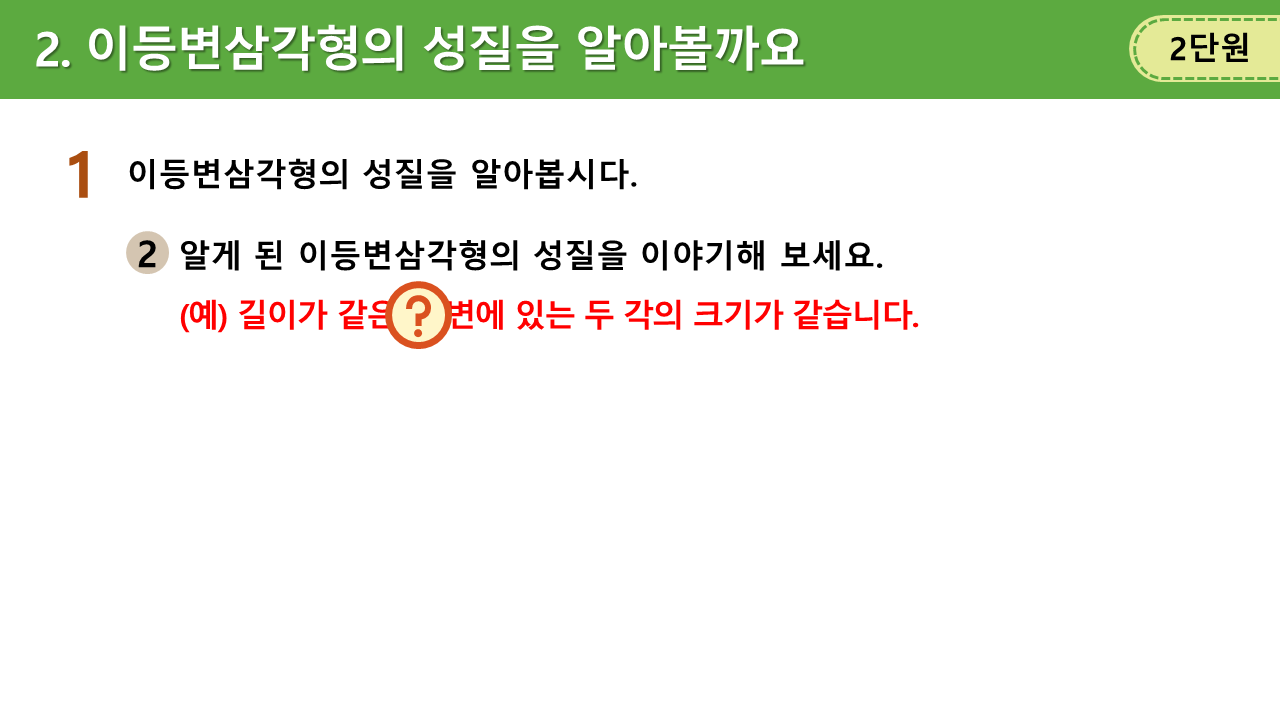 2. 이등변삼각형의 성질을 알아볼까요
2단원
1 이등변삼각형의 성질을 알아봅시다.
2 알게 된 이등변삼각형의 성질을 이야기해 보세요.
(예) 길이가 같은 ? 변에 있는 두 각의 크기가 같습니다.